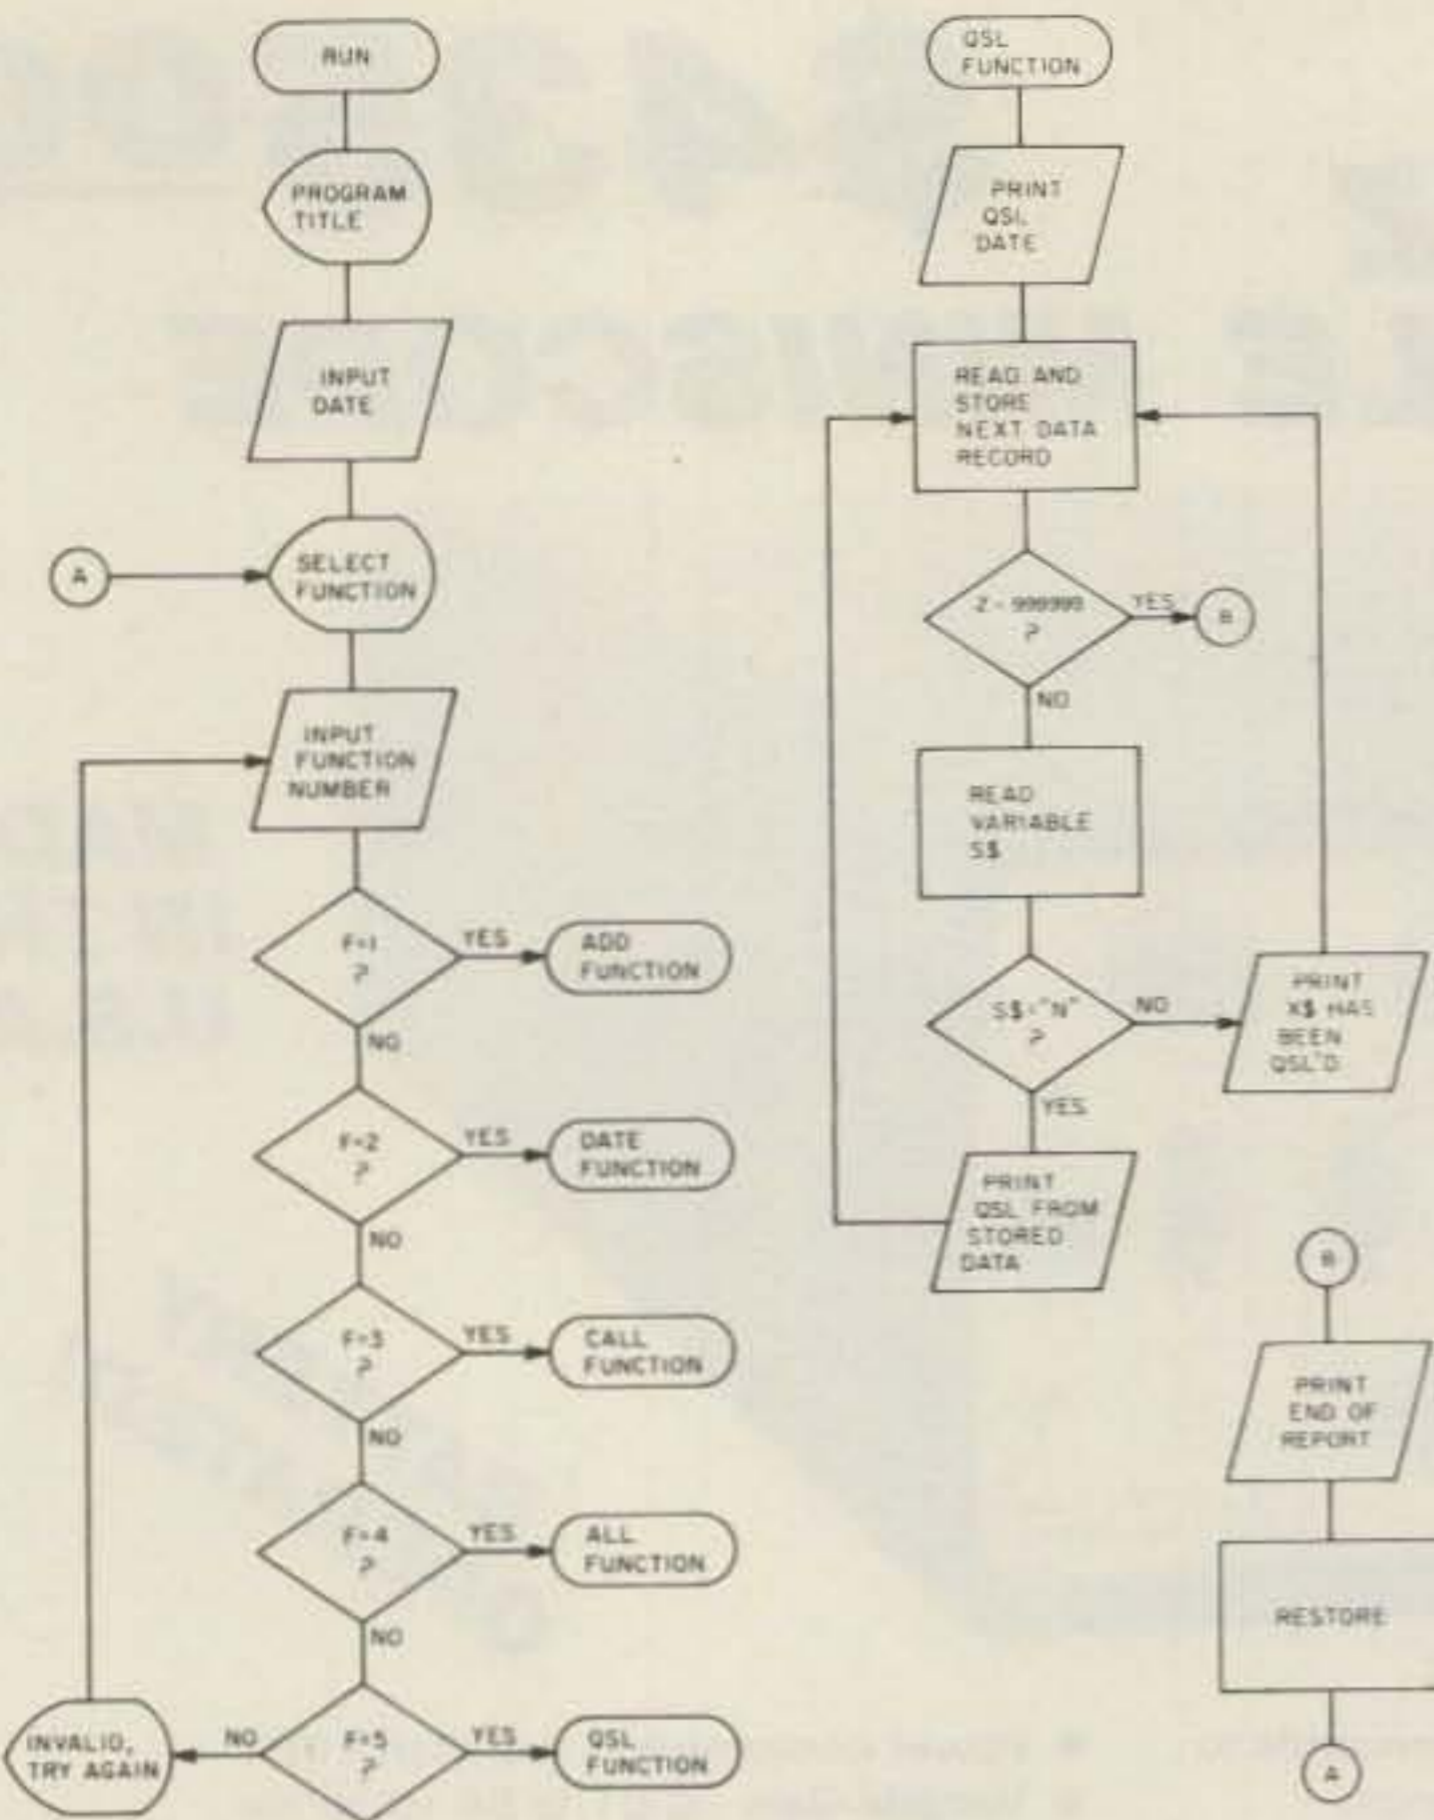 RUN
PROGRAM
TITLE
INPUT
DATE
A
SELECT
FUNCTION
INPUT
FUNCTION
NUMBER
F=1
?
YES
ADD
FUNCTION
NO
F=2
?
YES
DATE
FUNCTION
NO
F=3
?
YES
CALL
FUNCTION
NO
F=4
?
YES
ALL
FUNCTION
NO
F=5
?
YES
QSL
FUNCTION
NO
INVALID,
TRY AGAIN
QSL
FUNCTION
PRINT
QSL
DATE
READ AND
STORE
NEXT DATA
RECORD
Z = 999999
?
YES
B
NO
READ
VARIABLE
S$
S$="N"
?
NO
PRINT
X$ HAS
BEEN
QSL'D
YES
PRINT
QSL FROM
STORED
DATA
B
PRINT
END OF
REPORT
RESTORE
A